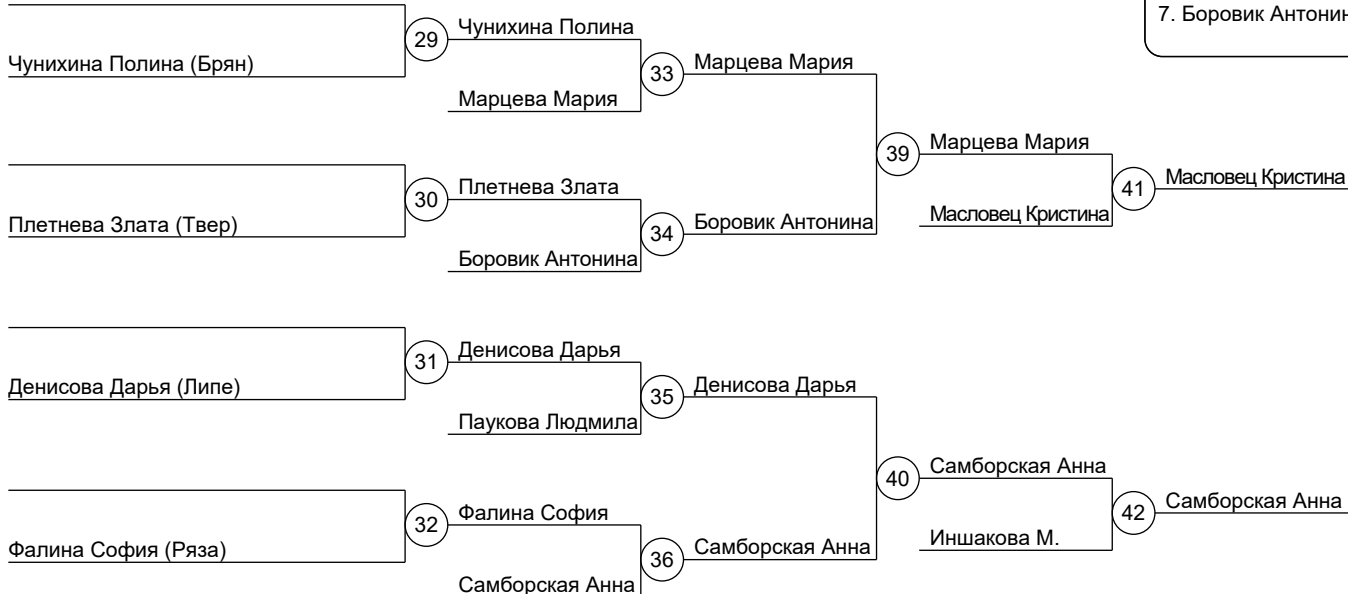 7. Боровик Антонин
29
Чунихина Полина
Чунихина Полина (Брян)
33
Марцева Мария
Марцева Мария
39
Марцева Мария
30
Плетнева Злата
41
Масловец Кристина
Плетнева Злата (Твер)
34
Боровик Антонина
Масловец Кристина
Боровик Антонина
31
Денисова Дарья
Денисова Дарья (Липе)
35
Денисова Дарья
Паукова Людмила
40
Самборская Анна
32
Фалина София
42
Самборская Анна
Фалина София (Ряза)
36
Самборская Анна
Иншакова М.
Самборская Анна